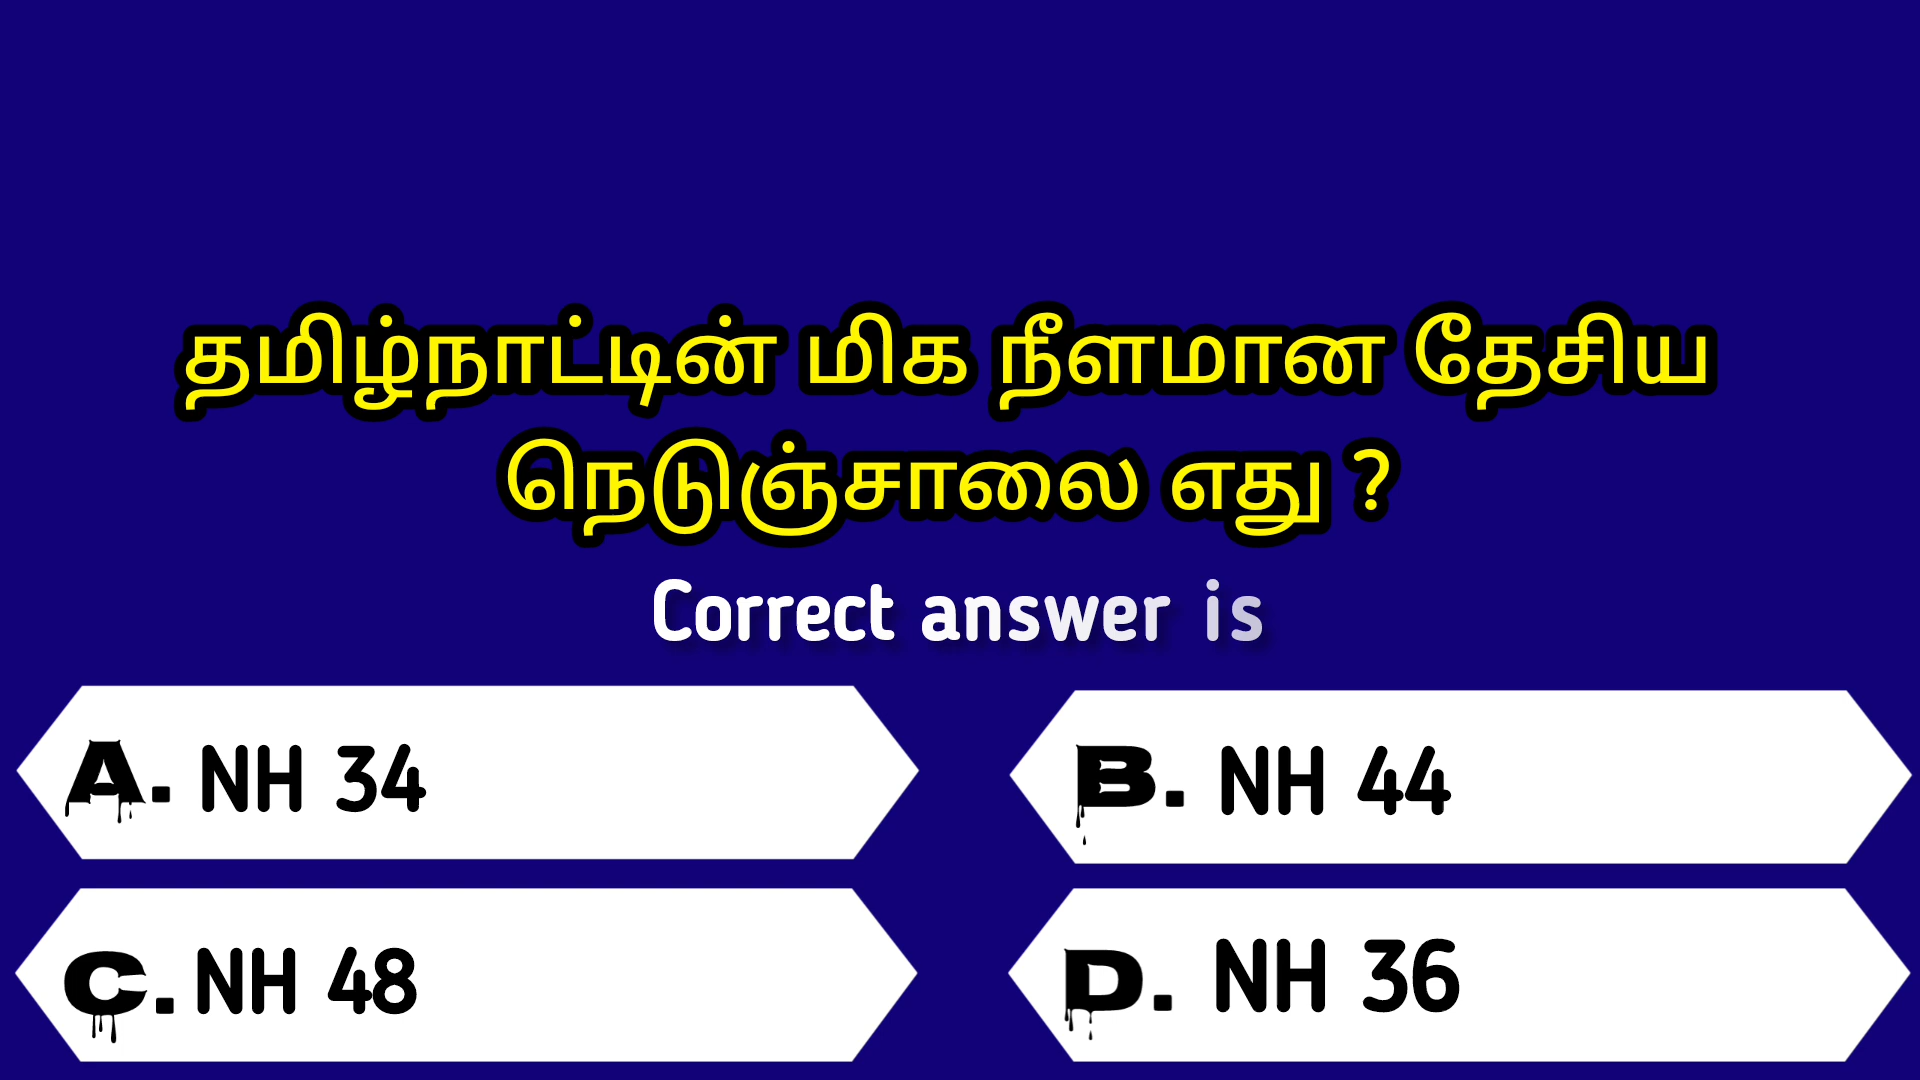 தமிழ்நாட்டின் மிக நீளமான தேசிய
நெடுஞ்சாலை எது ?
Correct answer is
A. NH 34
B. NH 44
C. NH 48
D. NH 36